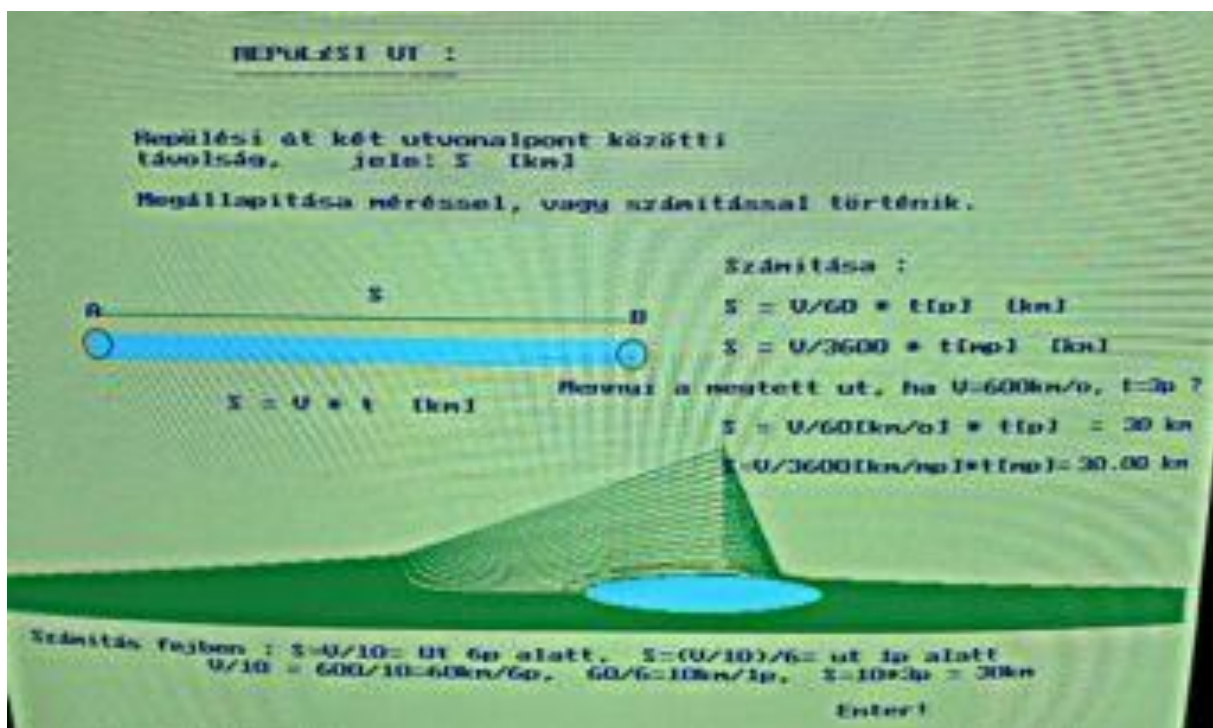 REPÜLÉSI UT :
Repülési út két utvonalpont közötti
távolság,    jele: S  [km]
Megállapitása méréssel, vagy számitással történik.
Számitása :
S
A
B
S = V/60 * t[p]  [km]
S = V/3600 * t[mp]  [km]
S = V * t  [km]
Mennyi a megtett ut, ha V=600km/o, t=3p ?
S = V/60[km/o] * t[p]  = 30 km
S=V/3600[km/mp]*t[mp]= 30.00 km
Számitás fejben : S=V/10= Ut 6p alatt,  S=(V/10)/6= ut 1p alatt
V/10 = 600/10=60km/6p,  60/6=10km/1p,  S=10*3p = 30km
Enter!